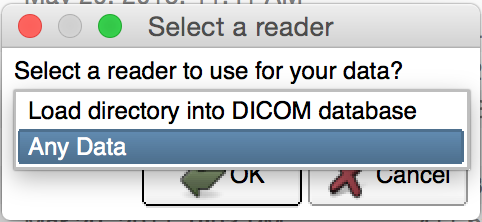 Select a reader
Select a reader to use for your data?
Load directory into DICOM database
Any Data
OK
Cancel